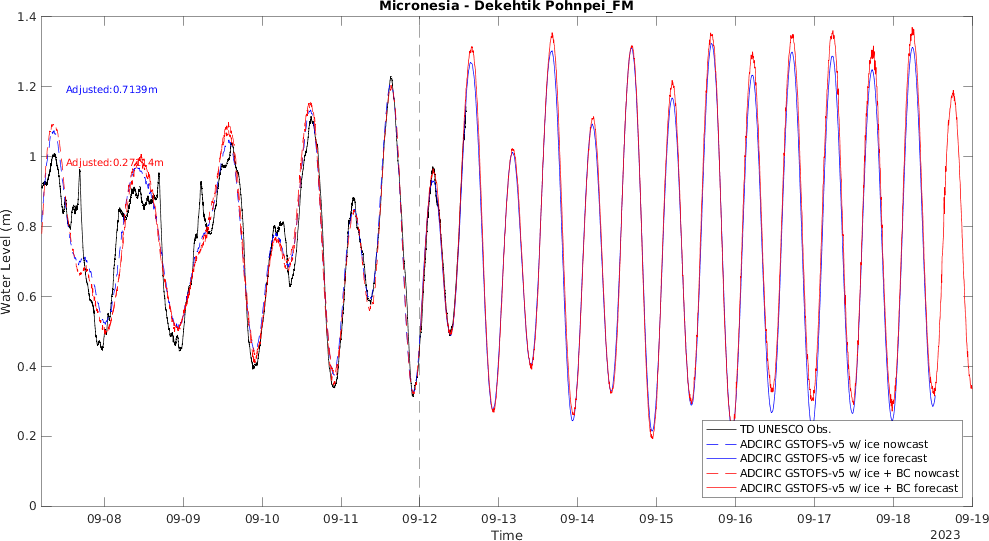 Micronesia - Dekehtik Pohnpei_FM
1.4
1.2
1
0.8
0.6
0.4
0.2
0
Water Level (m)
Adjusted:0.7139m
TD UNESCO Obs.
ADCIRC GSTOFS-v5 w/ ice nowcast
ADCIRC GSTOFS-v5 w/ ice forecast
ADCIRC GSTOFS-v5 w/ ice + BC nowcast
ADCIRC GSTOFS-v5 w/ ice + BC forecast
09-08 09-09 09-10 09-11 09-12 09-13 09-14 09-15 09-16 09-17 09-18 09-19
Time
2023